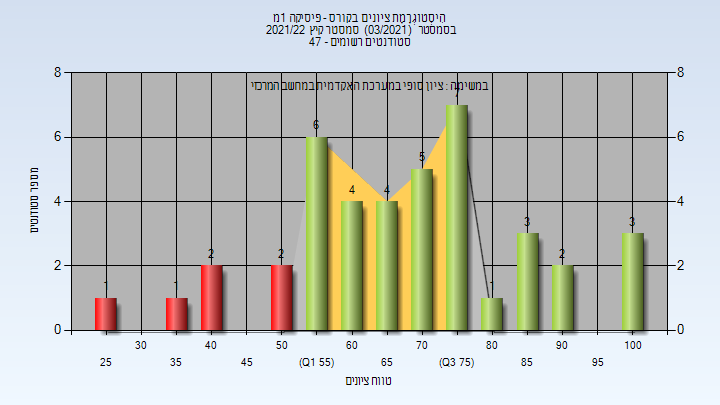 היסטוגרמת ציונים בקורס - פיסיקה 1מ
בסמסטר (03/2021) סמסטר קיץ 2021/22
סטודנטים רשומים - 47
במשימה : ציון סופי במערכת האקדמית במחשב המרכזי
מספר סטודנטים
8 8
6 6
4 4
2 2
0 0
1 1 2 2 6 4 4 5 7 1 3 2 3
30 40 50 60 70 80 90 100
25 35 45 (Q1 55) 65 (Q3 75) 85 95
טווח ציונים